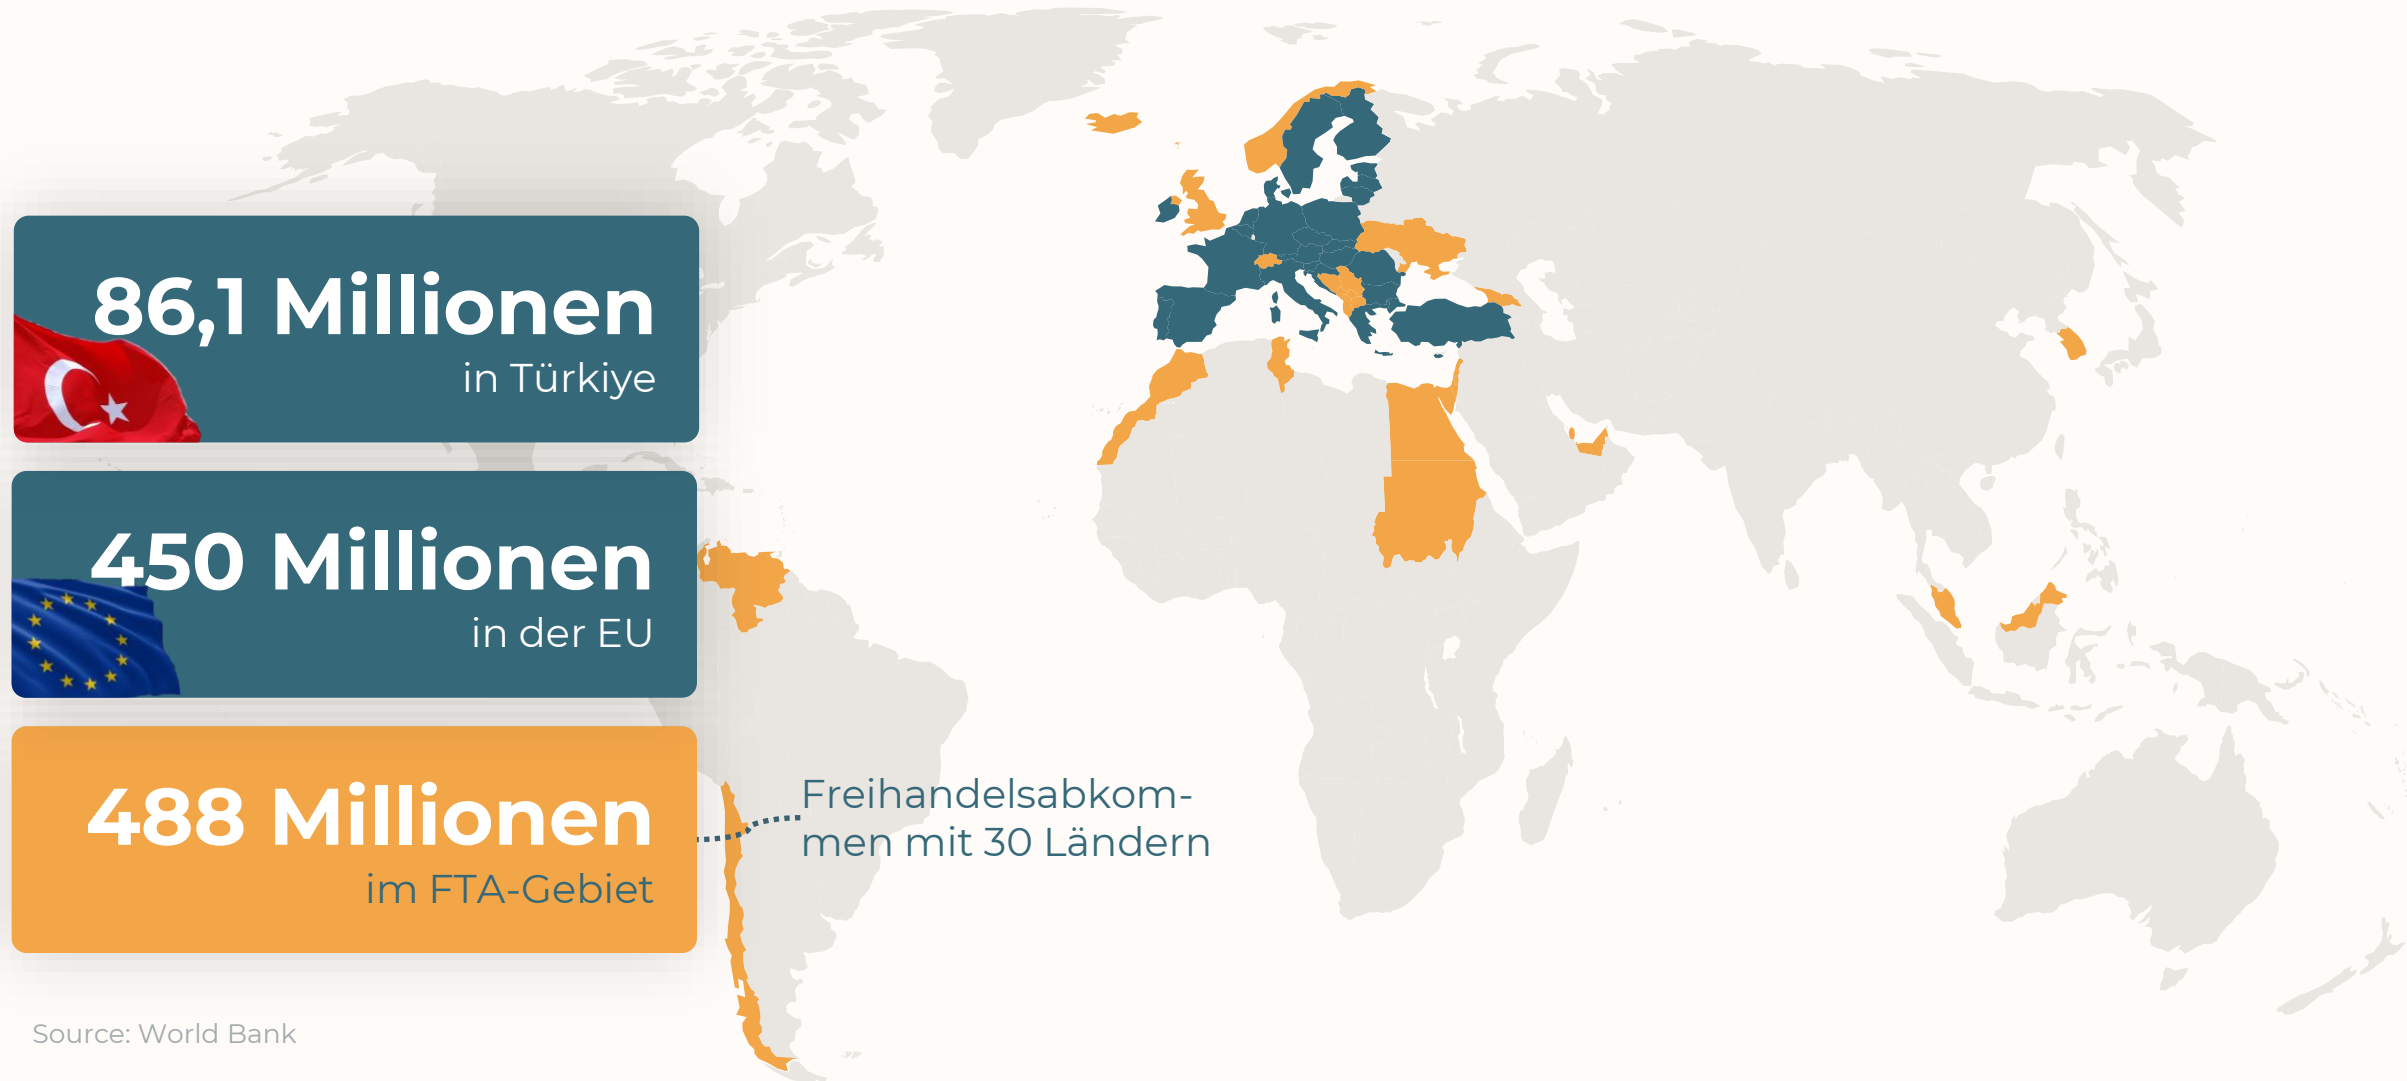 86,1 Millionen
in Türkiye
450 Millionen
in der EU
488 Millionen
im FTA-Gebiet
Freihandelsabkom-
men mit 30 Ländern
Source: World Bank